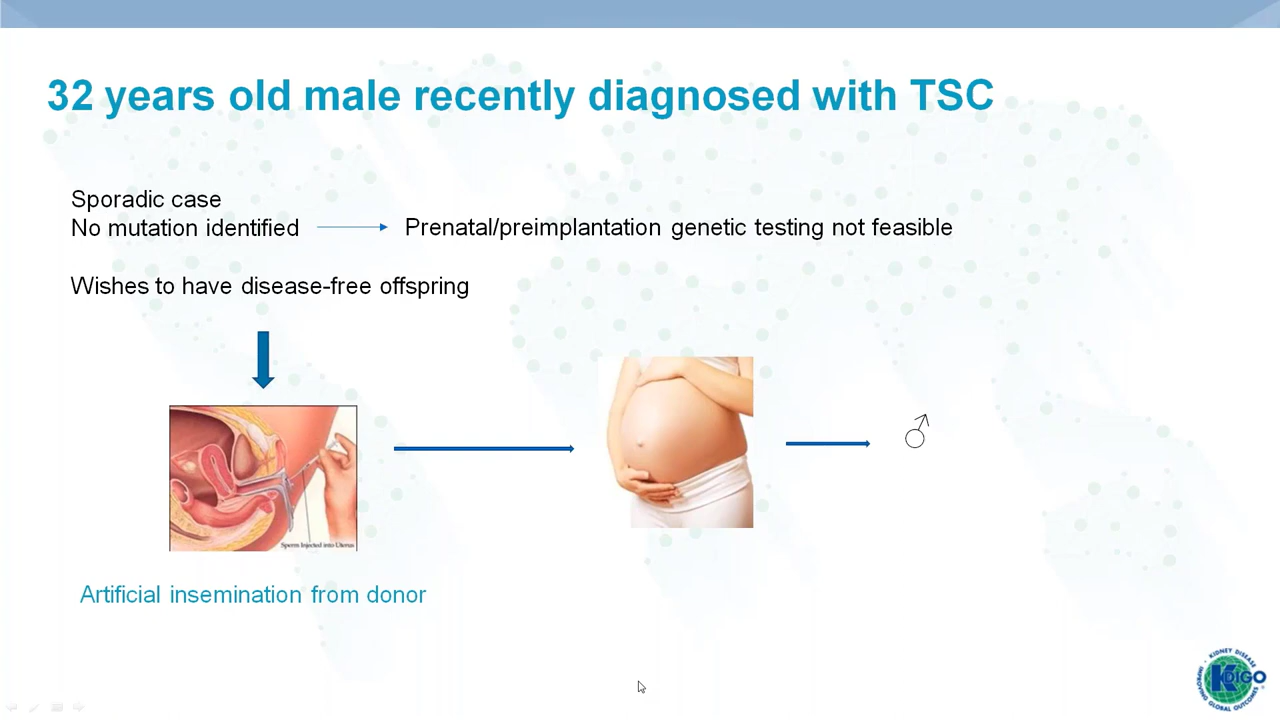 32 years old male recently diagnosed with TSC
Sporadic case
No mutation identified
Prenatal/preimplantation genetic testing not feasible
Wishes to have disease-free offspring
Sperm Injected into Uterus
Artificial insemination from donor
KIDNEY DISEASE
KDIGO
IMPROVING GLOBAL OUTCOMES